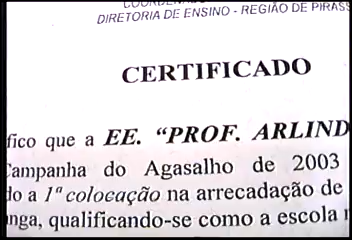 COORDENAD
DIRETORIA DE ENSINO - REGIÃO DE PIRASS
CERTIFICADO
fico que a EE. “PROF. ARLIND
Campanha do Agasalho de 2003
do a 1ª colocação na arrecadação de
nga, qualificando-se como a escola